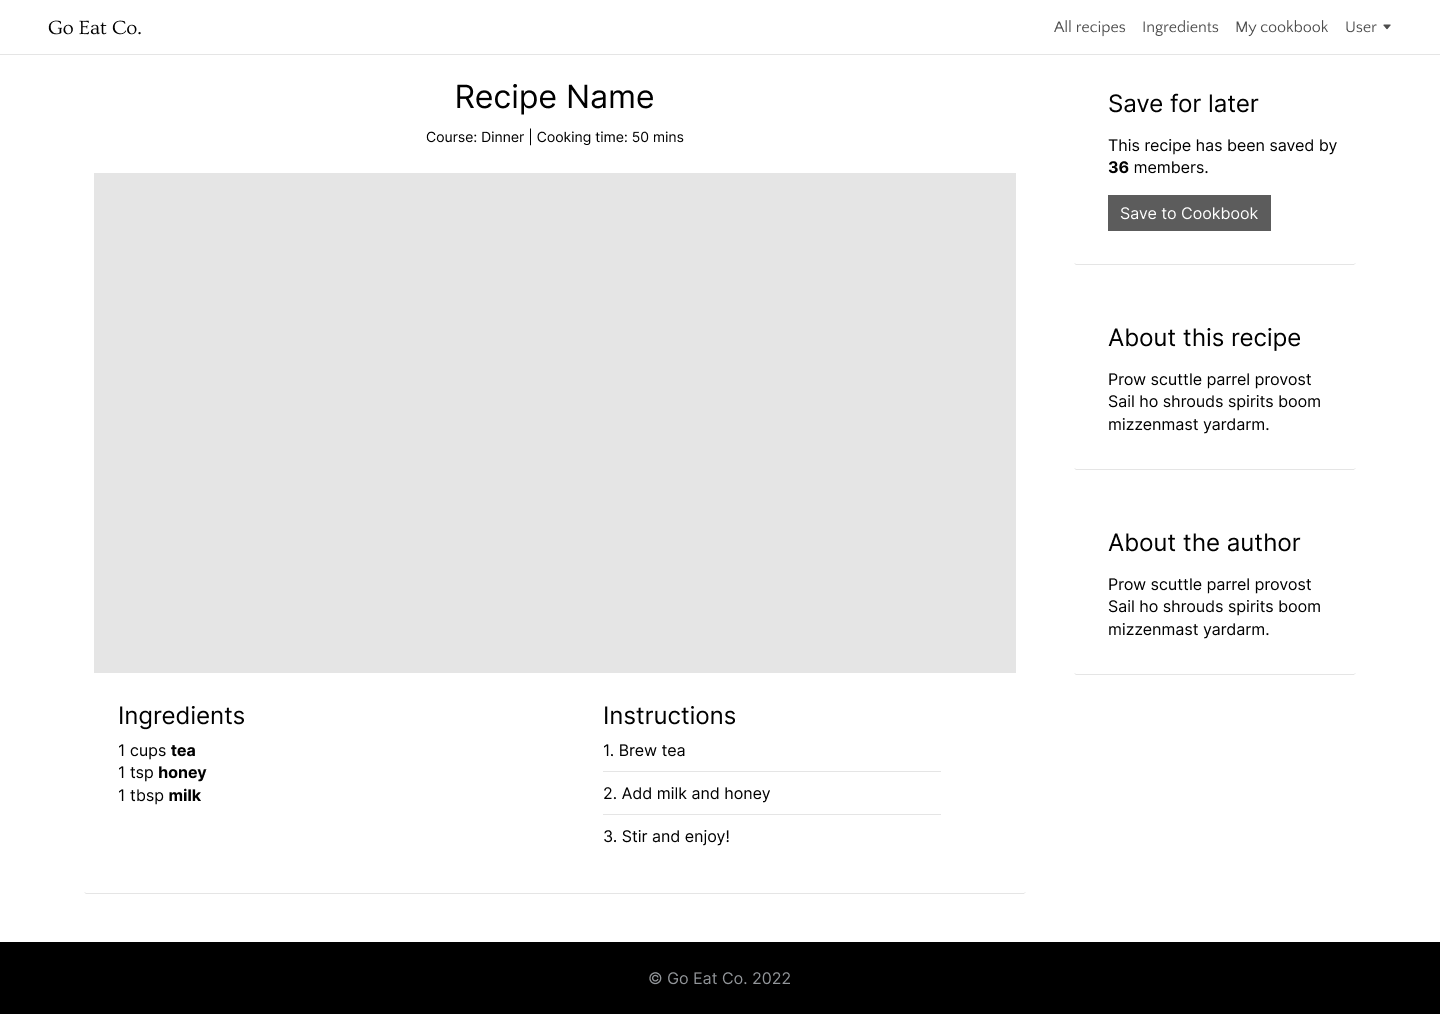 Go Eat Co.
All recipes Ingredients My cookbook User
Recipe Name
Course: Dinner | Cooking time: 50 mins
Ingredients
1 cups tea
1 tsp honey
1 tbsp milk
Instructions
1. Brew tea
2. Add milk and honey
3. Stir and enjoy!
Save for later
This recipe has been saved by
36 members.
Save to Cookbook
About this recipe
Prow scuttle parrel provost
Sail ho shrouds spirits boom
mizzenmast yardarm.
About the author
Prow scuttle parrel provost
Sail ho shrouds spirits boom
mizzenmast yardarm.
© Go Eat Co. 2022